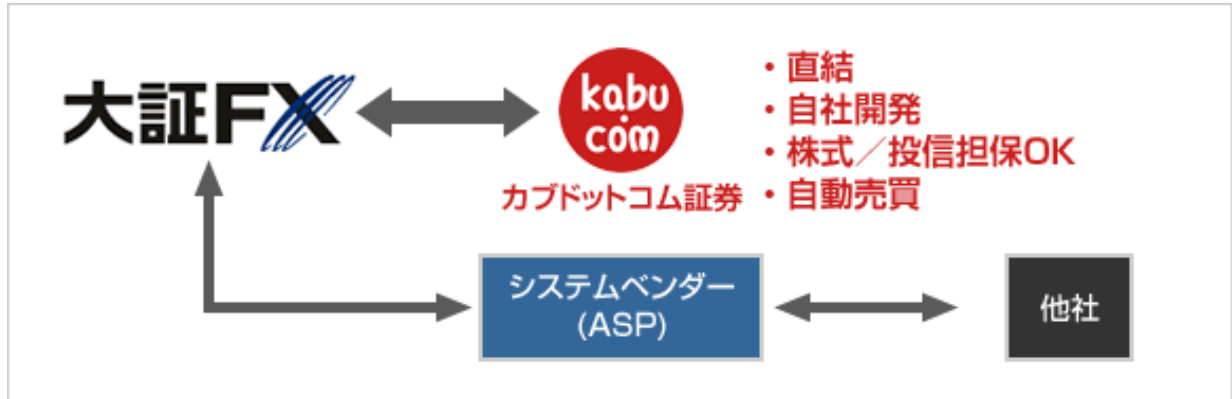 大証FX
kabu.
com
カブドットコム証券
・直結
・自社開発
・株式／投信担保OK
・自動売買
システムベンダー
(ASP)
他社